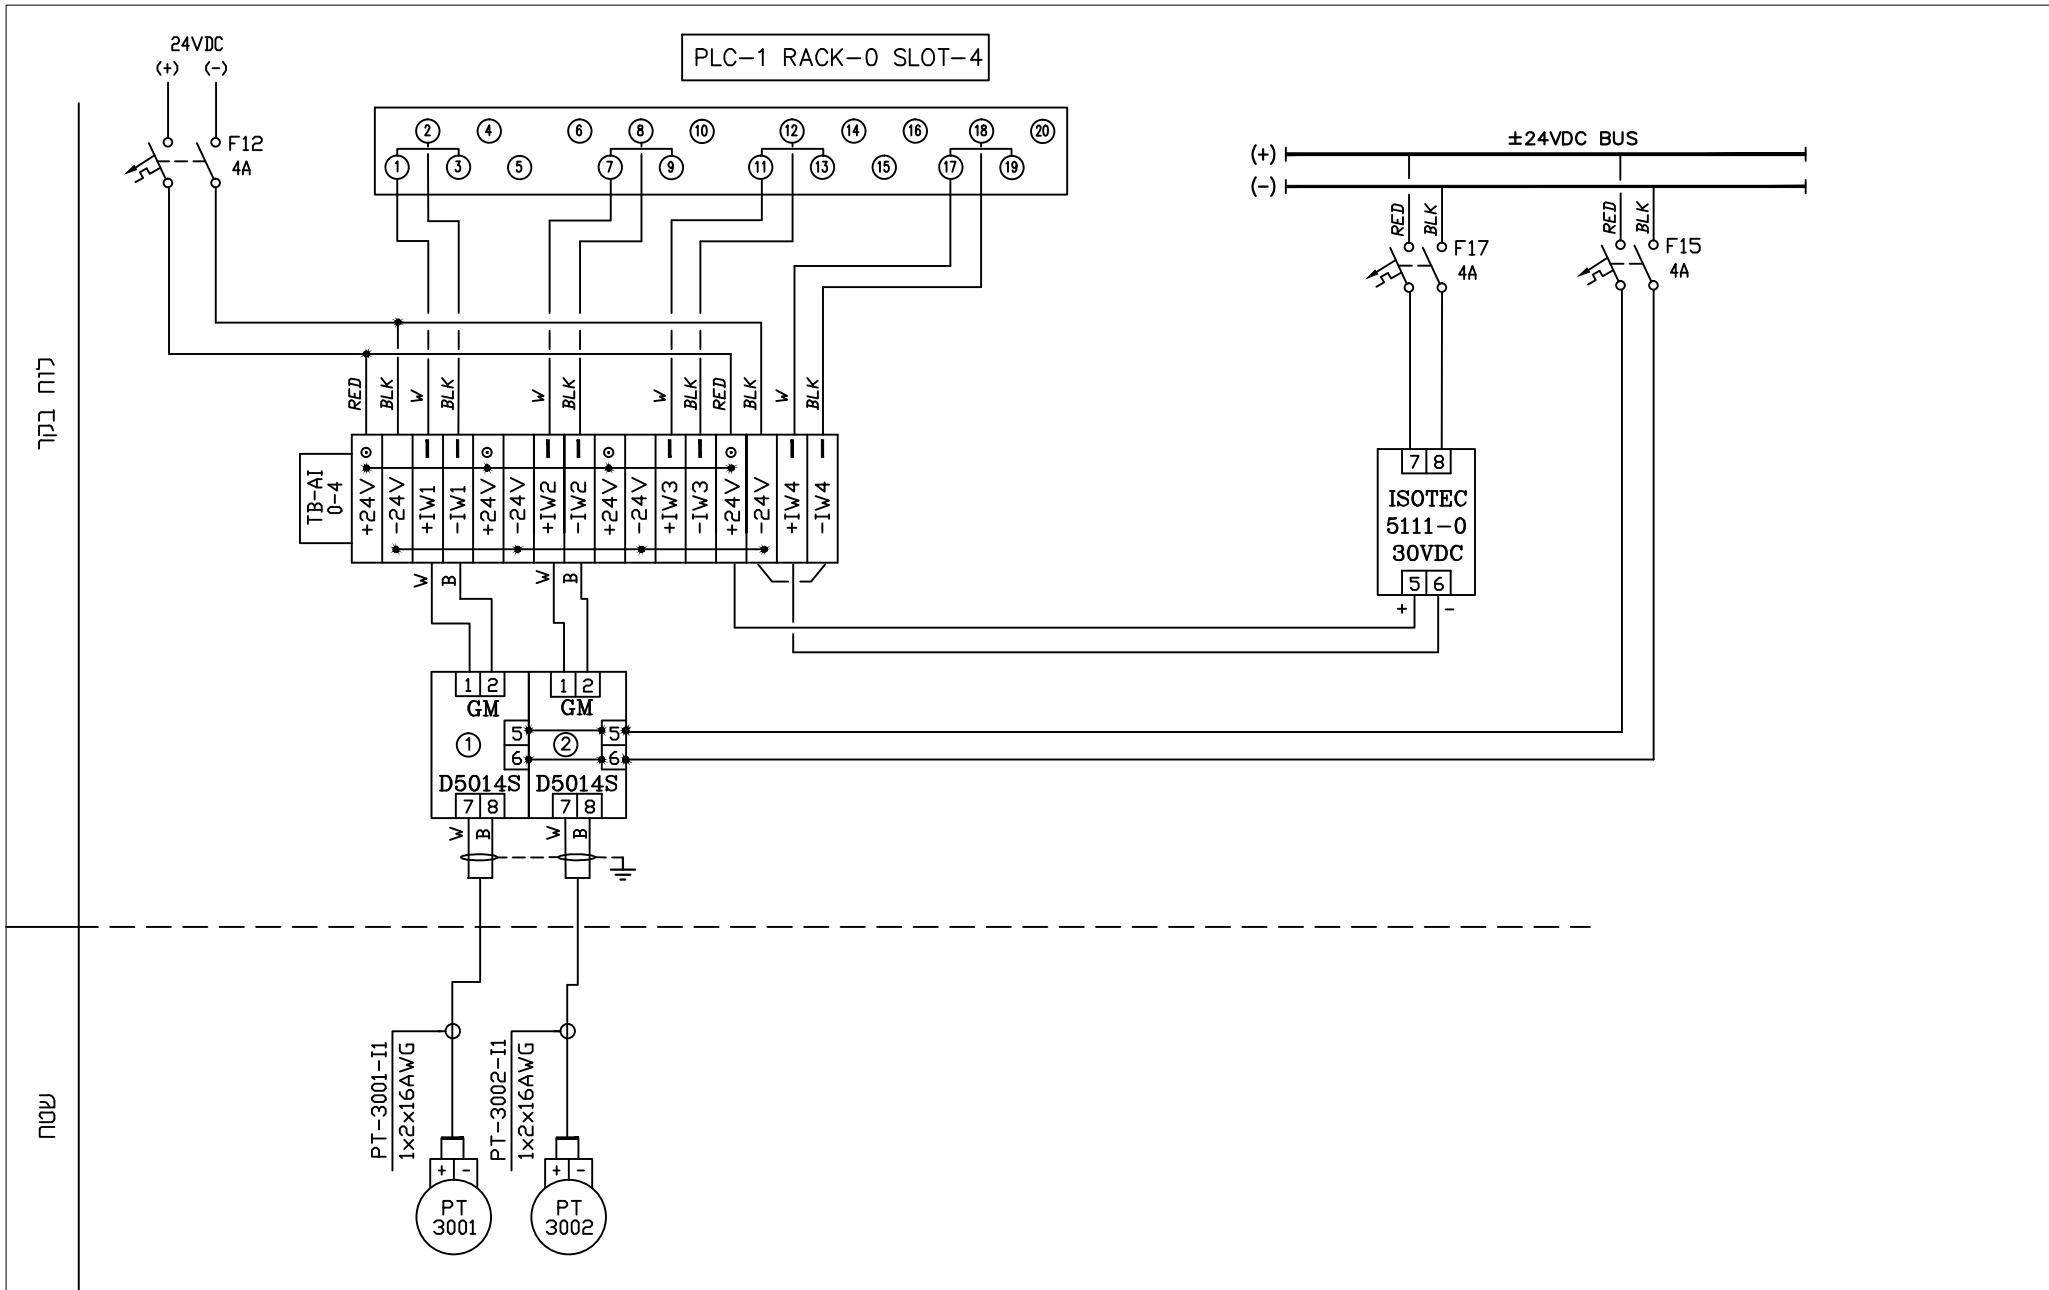 24VDC
(+) (-)
F12
4A
PLC-1 RACK-0 SLOT-4
2 4 6 8 10 12 14 16 18 20
1 3 5 7 9 11 13 15 17 19
±24VDC BUS
(+)
(-)
RED BLK
F17
4A
RED BLK
F15
4A
לוח בקר
RED BLK W BLK W BLK W BLK RED BLK W BLK
TB-AI
0-4
+24V -24V +IW1 -IW1 +24V -24V +IW2 -IW2 +24V -24V +IW3 -IW3 +24V -24V +IW4 -IW4
7 8
ISOTEC
5111-0
30VDC
5 6
+ -
W B W B
1 2
GM
5
1
6
D5014S
7 8
1 2
GM
5
2
6
D5014S
7 8
W B W B
שטח
PT-3001-I1
1x2x16AWG
PT-3002-I1
1x2x16AWG
+ -
PT
3001
+ -
PT
3002